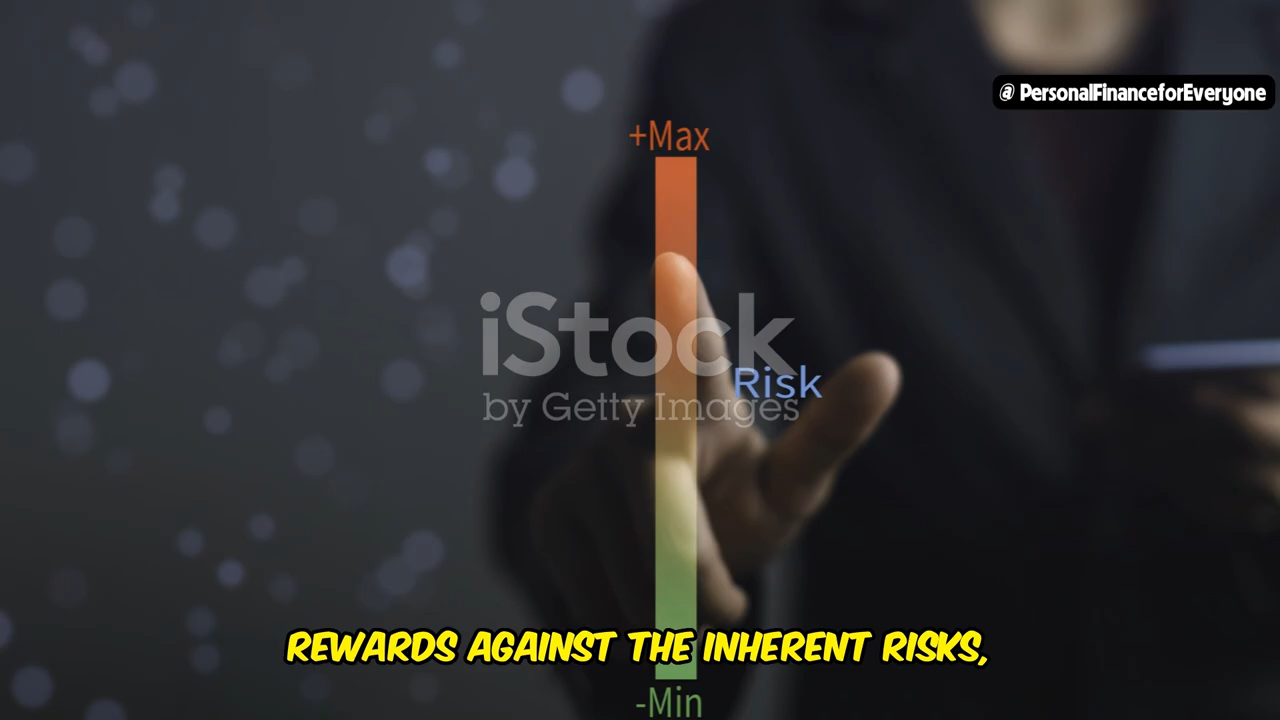 @ PersonalFinanceforEveryone
+Max
iStock
Risk
by Getty Images
REWARDS AGAINST THE INHERENT RISKS,
-Min